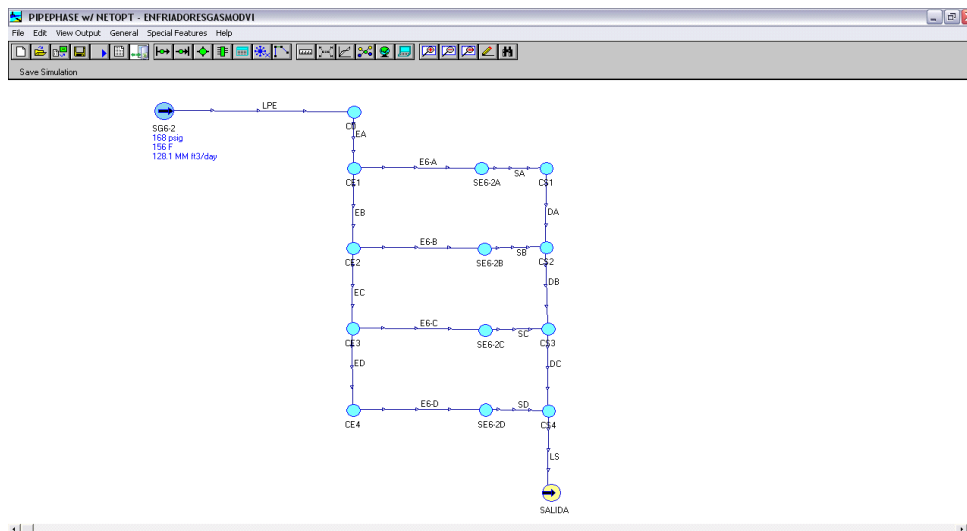 PIPEPHASE w/ NETOPT - ENFRIADORESGASMODVI
File Edit View Output General Special Features Help
Save Simulation
LPE
SG6-2
168 psig
156 F
128.1 MM ft3/day
C0
EA
E6-A
CE1
SE6-2A
SA
CS1
EB
DA
E6-B
CE2
SE6-2B
SB
CS2
EC
DB
E6-C
CE3
SE6-2C
SC
CS3
ED
DC
E6-D
CE4
SE6-2D
SD
CS4
LS
SALIDA